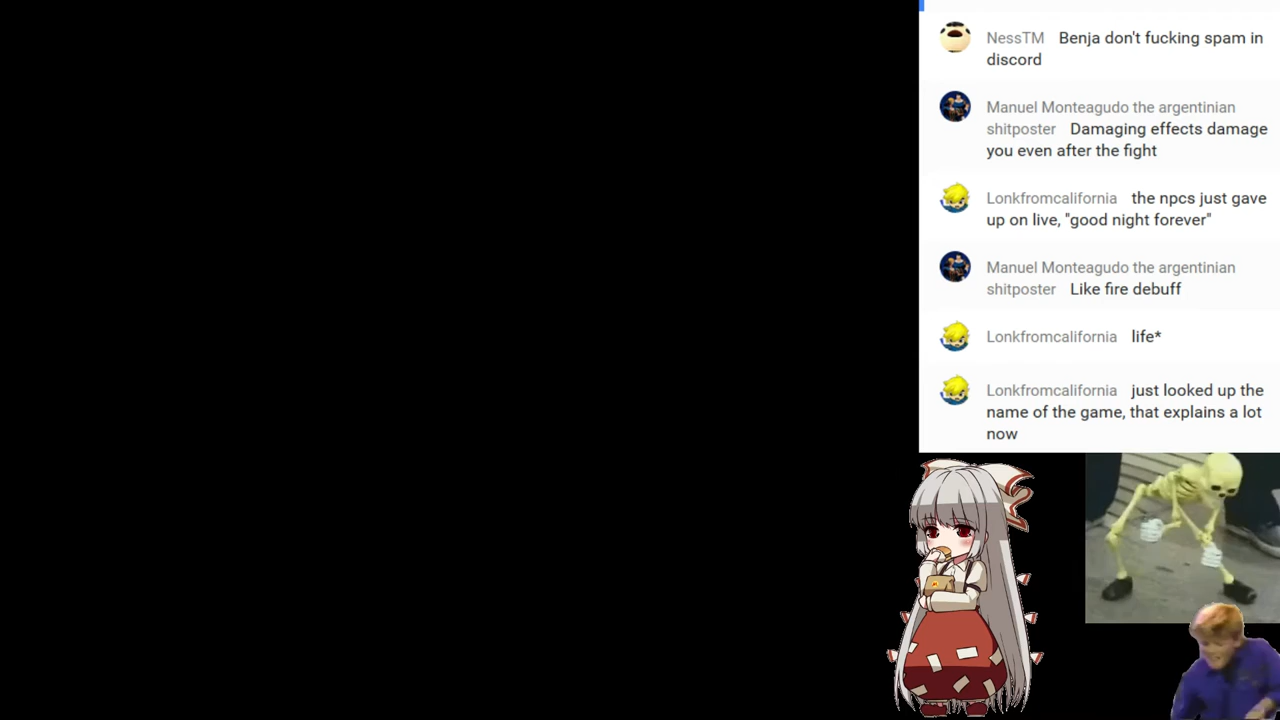 NessTM Benja don't fucking spam in
discord
Manuel Monteagudo the argentinian
shitposter Damaging effects damage
you even after the fight
Lonkfromcalifornia the npcs just gave
up on live, "good night forever"
Manuel Monteagudo the argentinian
shitposter Like fire debuff
Lonkfromcalifornia life*
Lonkfromcalifornia just looked up the
name of the game, that explains a lot
now